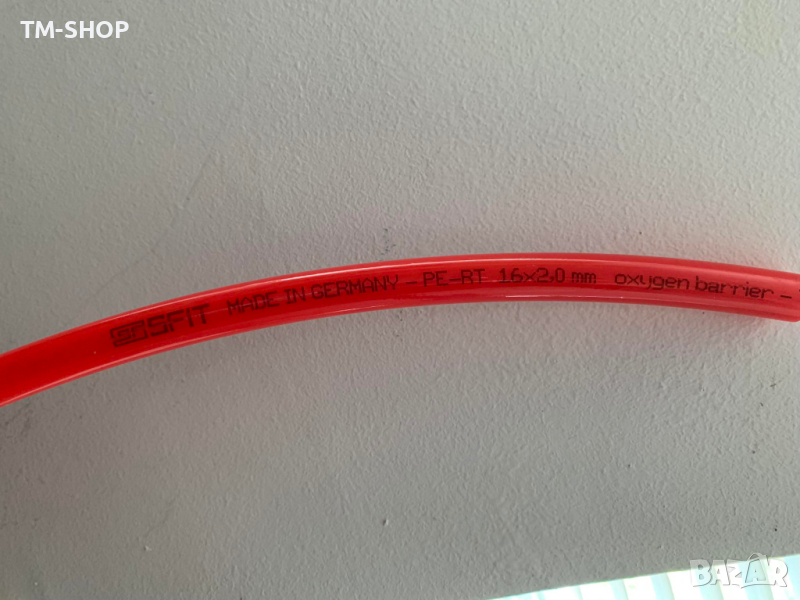 TM-SHOP
SFIT MADE IN GERMANY - PE-RT 16x2.0 mm oxygen barrier -
BAZAR